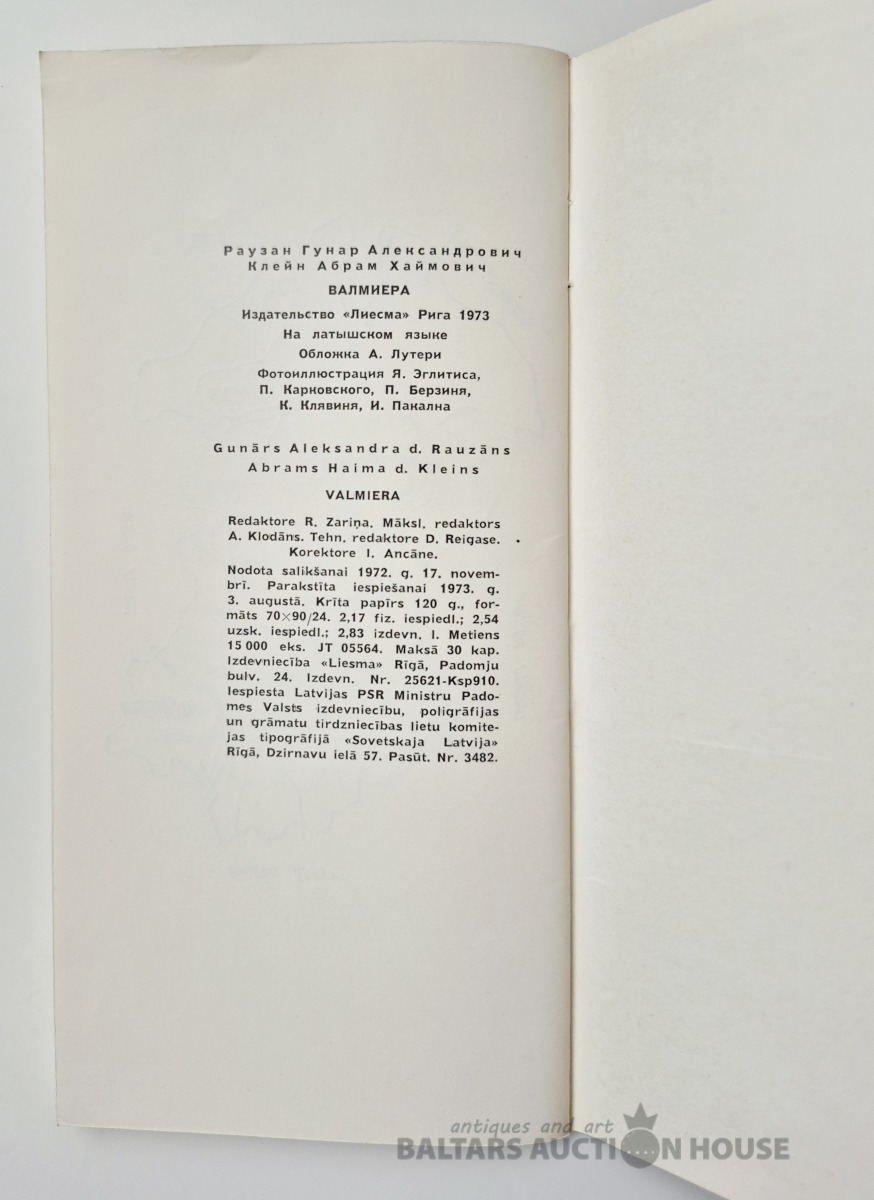 Раузан Гунар Александрович
Клейн Абрам Хаймович
ВАЛМИЕРА
Издательство «Лиесма» Рига 1973
На латышском языке
Обложка А. Лутери
Фотоиллюстрация Я. Эглитиса,
П. Карковского, П. Берзиня,
К. Клявиня, И. Пакална
Gunārs Aleksandra d. Rauzāns
Abrams Haima d. Kleins
VALMIERA
Redaktore R. Zariņa. Māksl. redaktors
A. Klodāns. Tehn. redaktore D. Reigase.
Korektore I. Ancāne.
Nodota salikšanai 1972. g. 17. novem-
brī. Parakstīta iespiešanai 1973. g.
3. augustā. Krīta papīrs 120 g., for-
māts 70×90/24. 2,17 fiz. iespiedl.; 2,54
uzsk. iespiedl.; 2,83 izdevn. l. Metiens
15 000 eks. JT 05564. Maksā 30 kap.
Izdevniecība «Liesma» Rīgā, Padomju
bulv. 24. Izdevn. Nr. 25621-Ksp910.
Iespiesta Latvijas PSR Ministru Pado-
mes Valsts izdevniecību, poligrāfijas
un grāmatu tirdzniecības lietu komite-
jas tipogrāfijā «Sovetskaja Latvija»
Rīgā, Dzirnavu ielā 57. Pasūt. Nr. 3482.
antiques and art
BALTARS AUCTION HOUSE